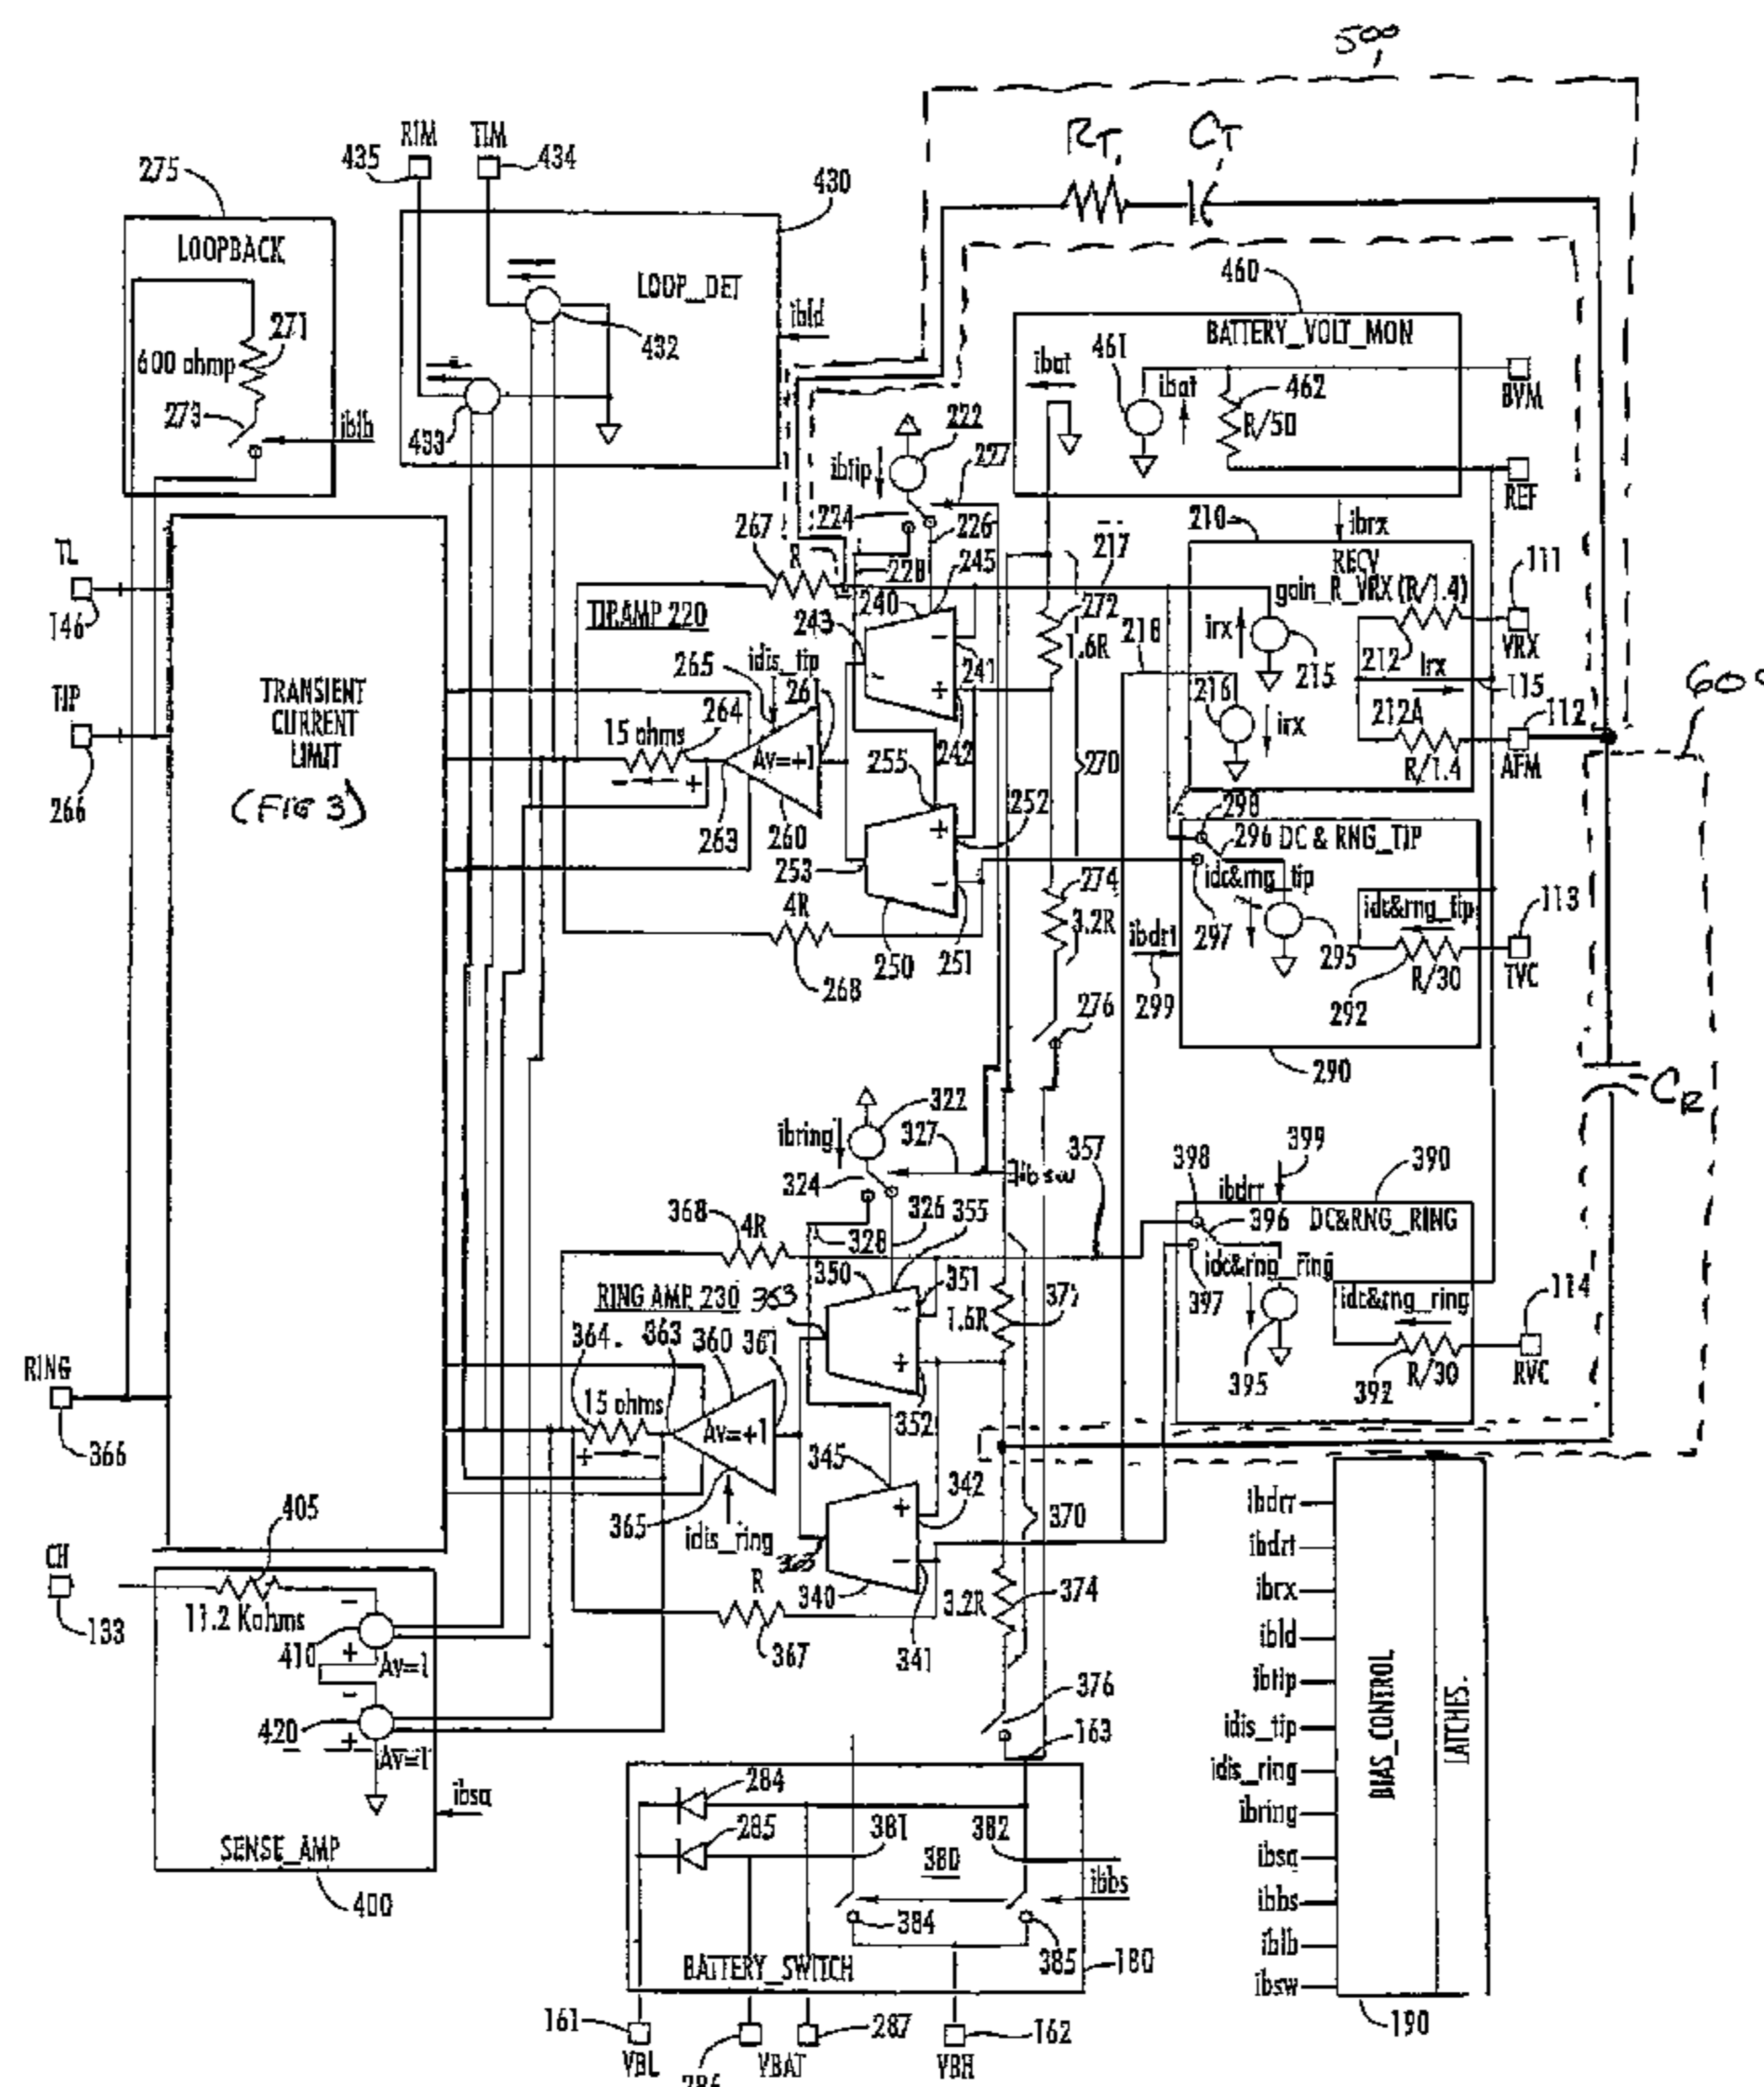 500
RT
CT
RIM
TIM
435
434
275
430
LOOPBACK
LOOP_DET
460
271
600 ohmp
432
ibld
BATTERY_VOLT_MON
461
ibat
ibat
462
R/50
BVM
273
iblb
433
222
227
ibtip
REF
224
226
210
ibrx
RECV
217
267
R
228
245
TL
146
TIP AMP 220
240
243
272
1.6R
gain_R_VRX (R/1.4)
111
VRX
irx
212
Irx
215
115
218
216
irx
212A
R/1.4
112
AFM
600
265
idis_tip
261
241
242
TIP
266
TRANSIENT
CURRENT
LIMIT
(FIG 3)
15 ohms
264
Av=+1
263
260
255
252
270
298
296
DC & RNG_TIP
253
4R
268
250
251
274
3.2R
idc&rng_tip
297
295
idt&rng_tip
R/30
292
113
TVC
ibdrt
299
276
290
CR
322
ibring
327
ibsw
324
326
328
355
357
398
399
390
ibdrr
396
DC&RNG_RING
368
4R
idc&rng_ring
397
idc&rng_ring
114
RING AMP 230
363
350
351
1.6R
395
392
R/30
RVC
RING
366
364
363
360
361
15 ohms
Av=+1
352
345
342
365
idis_ring
340
341
370
374
3.2R
R
367
405
CH
133
11.2 Kohms
410
Av=1
420
Av=1
ibsa
SENSE_AMP
400
376
163
284
285
381
382
380
ibbs
384
385
BATTERY_SWITCH
180
161
VBL
286
VBAT
287
VBH
162
ibdrr
ibdrt
ibrx
ibld
ibtip
idis_tip
idis_ring
ibring
ibsa
ibbs
iblb
ibsw
BIAS_CONTROL
LATCHES.
190